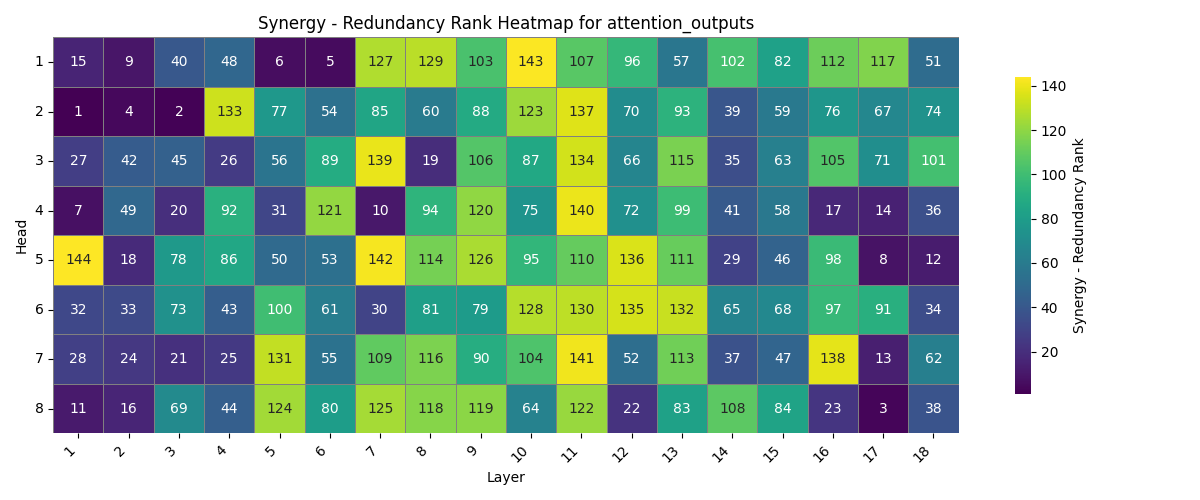 Synergy - Redundancy Rank Heatmap for attention_outputs
1 15 9 40 48 6 5 127 129 103 143 107 96 57 102 82 112 117 51
2 1 4 2 133 77 54 85 60 88 123 137 70 93 39 59 76 67 74
3 27 42 45 26 56 89 139 19 106 87 134 66 115 35 63 105 71 101
4 7 49 20 92 31 121 10 94 120 75 140 72 99 41 58 17 14 36
5 144 18 78 86 50 53 142 114 126 95 110 136 111 29 46 98 8 12
6 32 33 73 43 100 61 30 81 79 128 130 135 132 65 68 97 91 34
7 28 24 21 25 131 55 109 116 90 104 141 52 113 37 47 138 13 62
8 11 16 69 44 124 80 125 118 119 64 122 22 83 108 84 23 3 38
1 2 3 4 5 6 7 8 9 10 11 12 13 14 15 16 17 18
Layer
Head
140
120
100
80
60
40
20
Synergy - Redundancy Rank